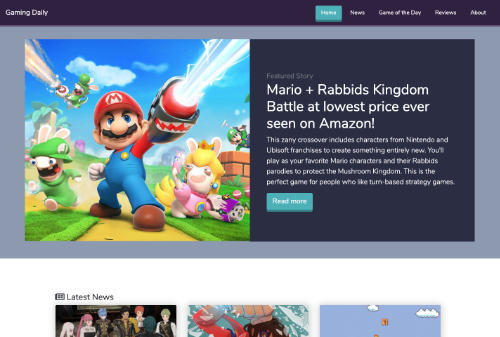 Gaming Daily
Home News Game of the Day Reviews About
Featured Story
Mario + Rabbids Kingdom
Battle at lowest price ever
seen on Amazon!
This zany crossover includes characters from Nintendo and
Ubisoft franchises to create something entirely new. You'll
play as your favorite Mario characters and their Rabbids
parodies to protect the Mushroom Kingdom. This is the
perfect game for people who like turn-based strategy games.
Read more
Latest News